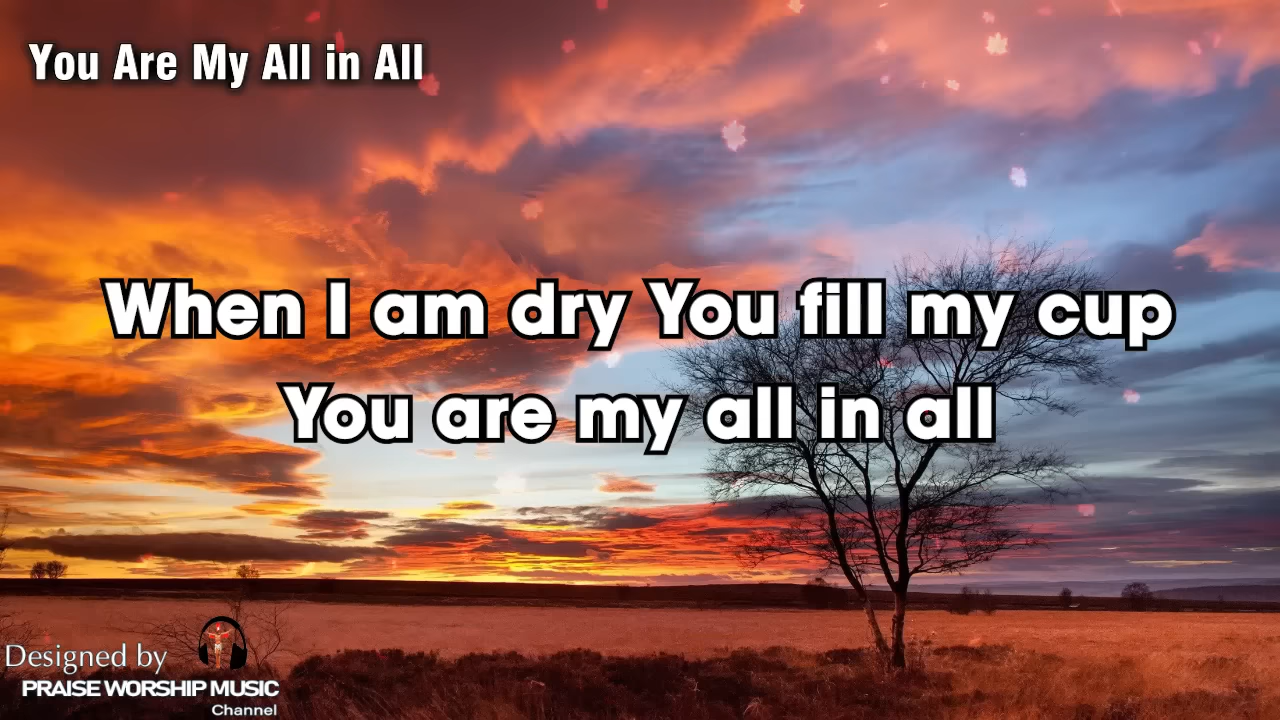 You Are My All in All
When I am dry You fill my cup
You are my all in all
Designed by
PRAISE WORSHIP MUSIC
Channel